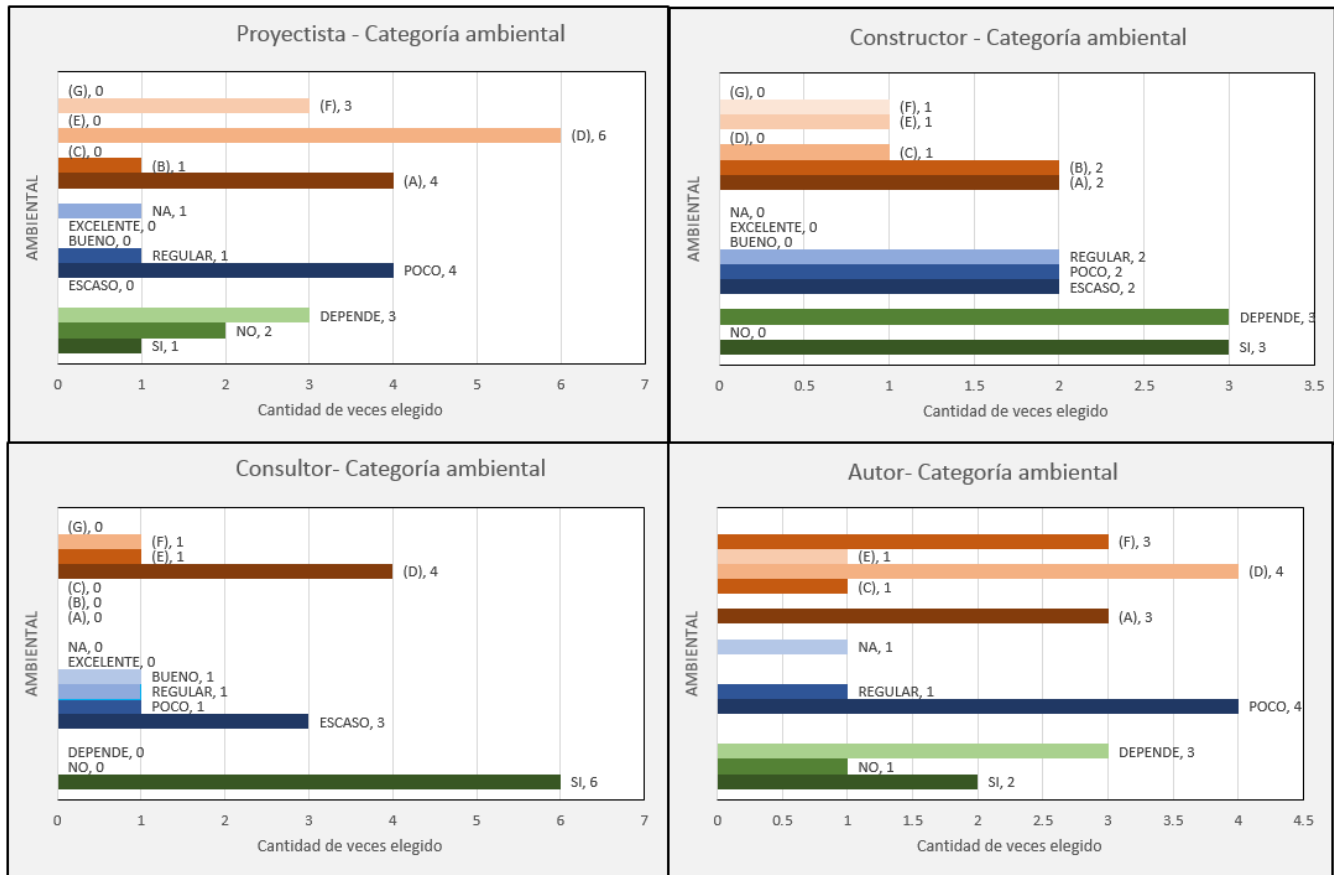 Proyectista - Categoría ambiental
AMBIENTAL
(G), 0
(F), 3
(E), 0
(D), 6
(C), 0
(B), 1
(A), 4
NA, 1
EXCELENTE, 0
BUENO, 0
REGULAR, 1
POCO, 4
ESCASO, 0
DEPENDE, 3
NO, 2
SI, 1
0 1 2 3 4 5 6 7
Cantidad de veces elegido
Constructor - Categoría ambiental
AMBIENTAL
(G), 0
(F), 1
(E), 1
(D), 0
(C), 1
(B), 2
(A), 2
NA, 0
EXCELENTE, 0
BUENO, 0
REGULAR, 2
POCO, 2
ESCASO, 2
DEPENDE, 3
NO, 0
SI, 3
0 0.5 1 1.5 2 2.5 3 3.5
Cantidad de veces elegido
Consultor- Categoría ambiental
AMBIENTAL
(G), 0
(F), 1
(E), 1
(D), 4
(C), 0
(B), 0
(A), 0
NA, 0
EXCELENTE, 0
BUENO, 1
REGULAR, 1
POCO, 1
ESCASO, 3
DEPENDE, 0
NO, 0
SI, 6
0 1 2 3 4 5 6 7
Cantidad de veces elegido
Autor- Categoría ambiental
AMBIENTAL
(F), 3
(E), 1
(D), 4
(C), 1
(A), 3
NA, 1
REGULAR, 1
POCO, 4
DEPENDE, 3
NO, 1
SI, 2
0 0.5 1 1.5 2 2.5 3 3.5 4 4.5
Cantidad de veces elegido